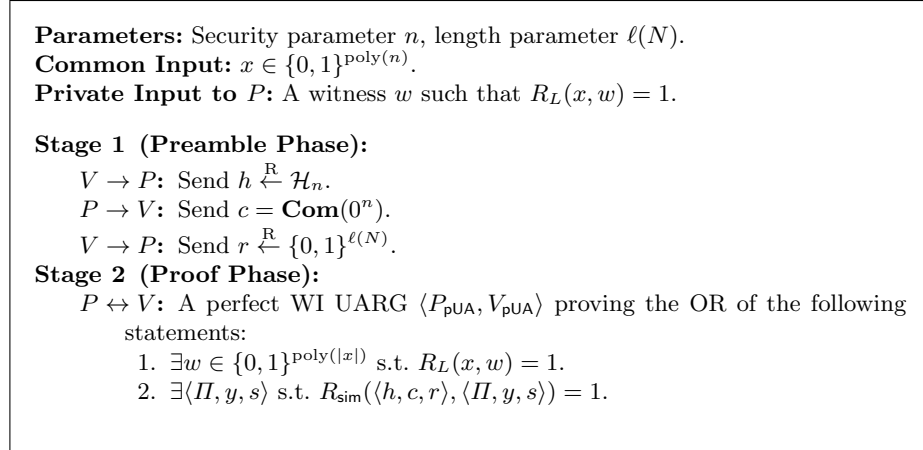 Parameters: Security parameter n, length parameter ℓ(N).
Common Input: x ∈ {0, 1}^poly(n).
Private Input to P: A witness w such that R_L(x, w) = 1.
Stage 1 (Preamble Phase):
V → P: Send h ←^R ℋ_n.
P → V: Send c = Com(0^n).
V → P: Send r ←^R {0, 1}^ℓ(N).
Stage 2 (Proof Phase):
P ↔ V: A perfect WI UARG ⟨P_pUA, V_pUA⟩ proving the OR of the following
statements:
1. ∃w ∈ {0, 1}^poly(|x|) s.t. R_L(x, w) = 1.
2. ∃⟨Π, y, s⟩ s.t. R_sim(⟨h, c, r⟩, ⟨Π, y, s⟩) = 1.